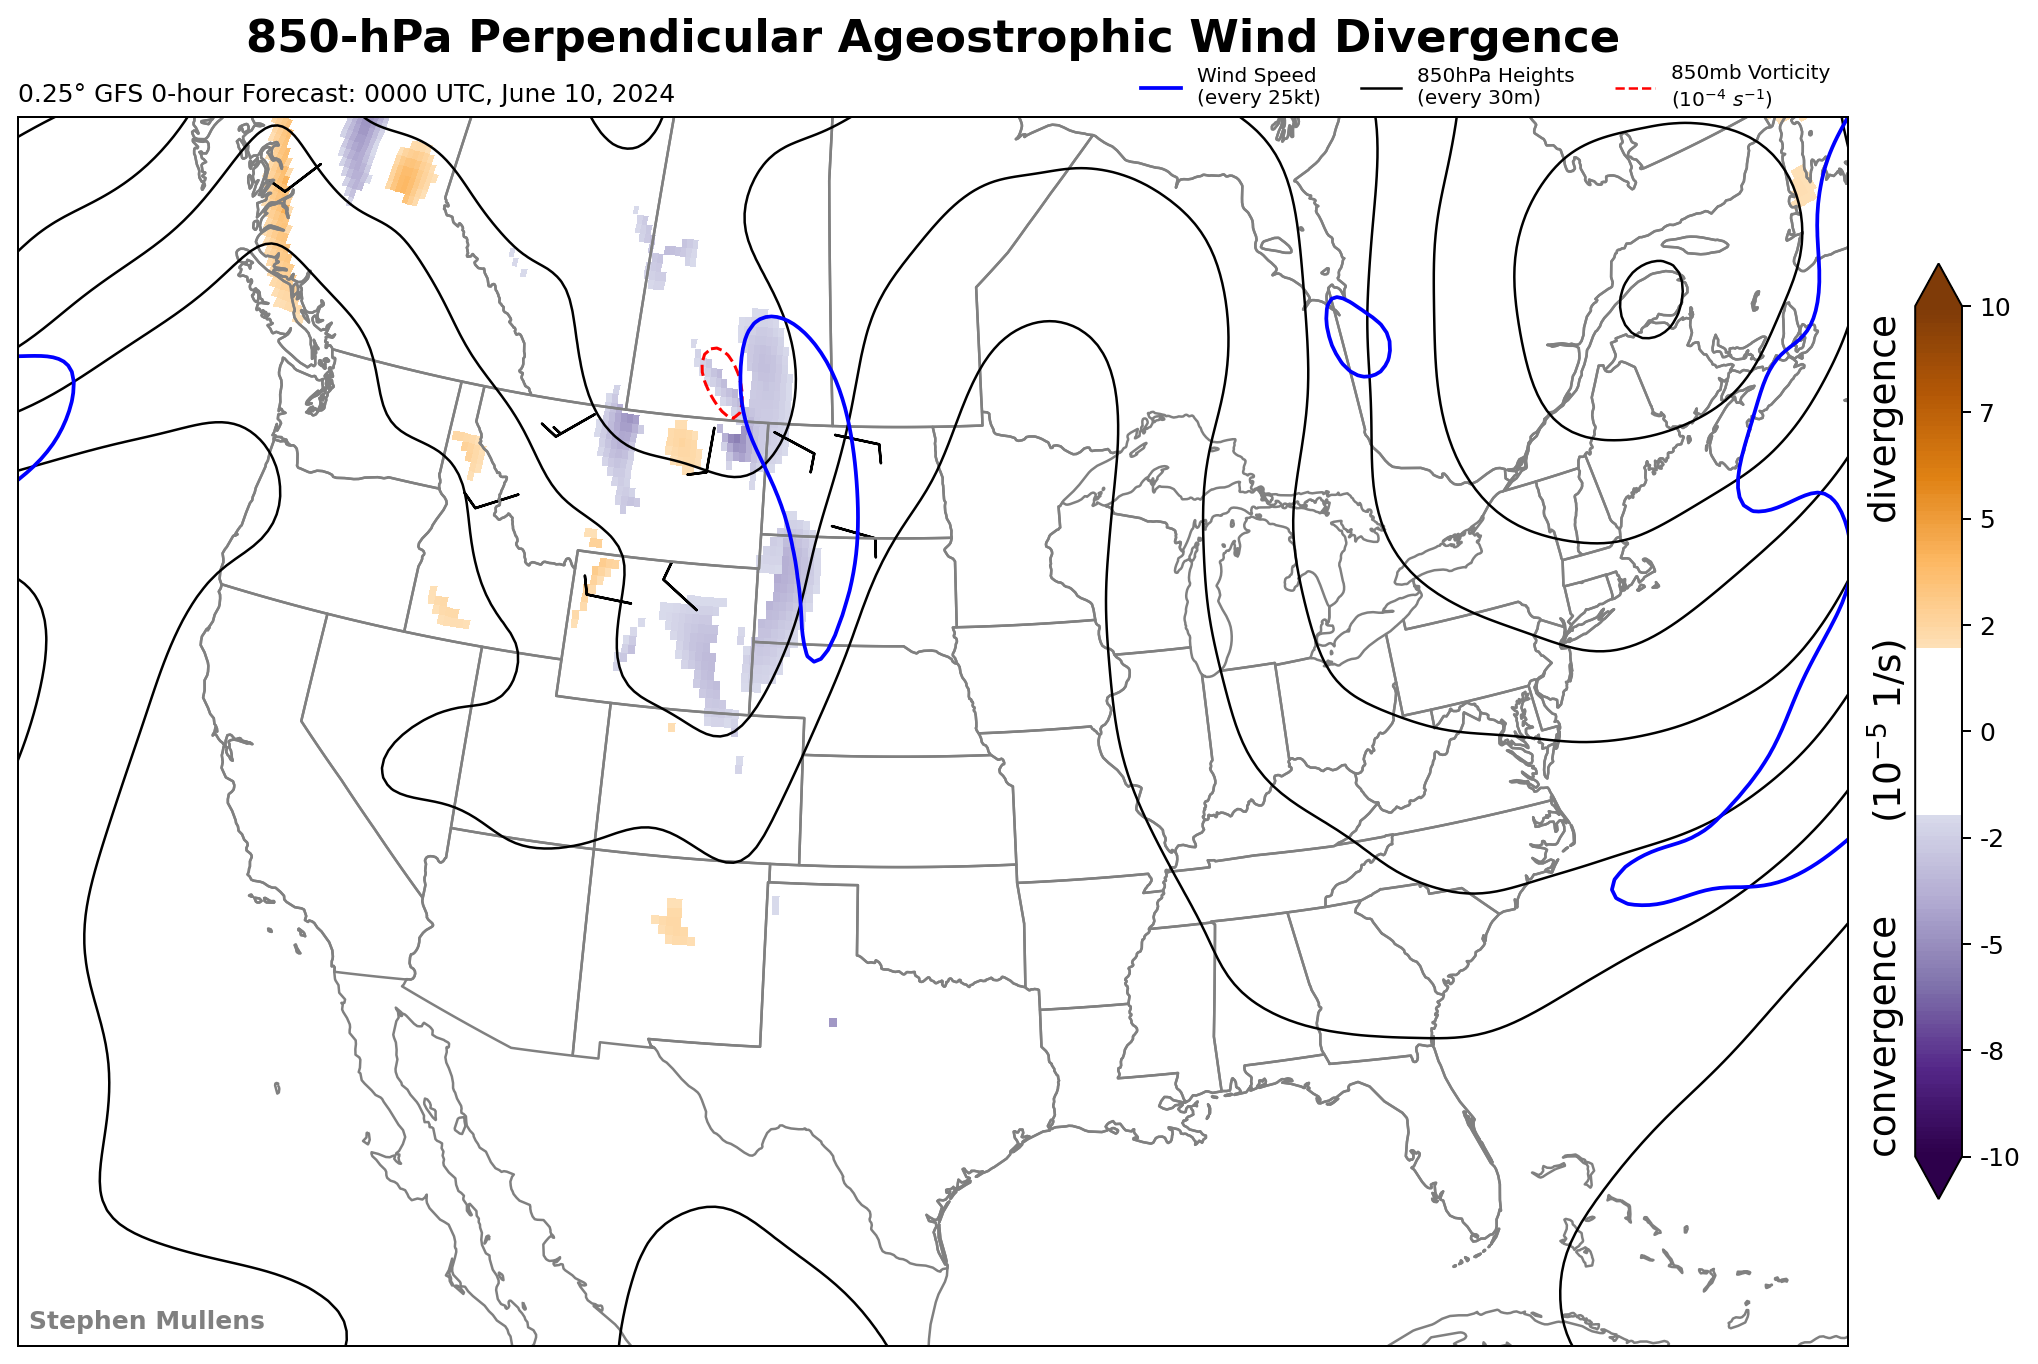 850-hPa Perpendicular Ageostrophic Wind Divergence
0.25° GFS 0-hour Forecast: 0000 UTC, June 10, 2024
Wind Speed
(every 25kt)
850hPa Heights
(every 30m)
850mb Vorticity
(10⁻⁴ s⁻¹)
10
7
5
2
0
-2
-5
-8
-10
convergence (10⁻⁵ 1/s) divergence
Stephen Mullens